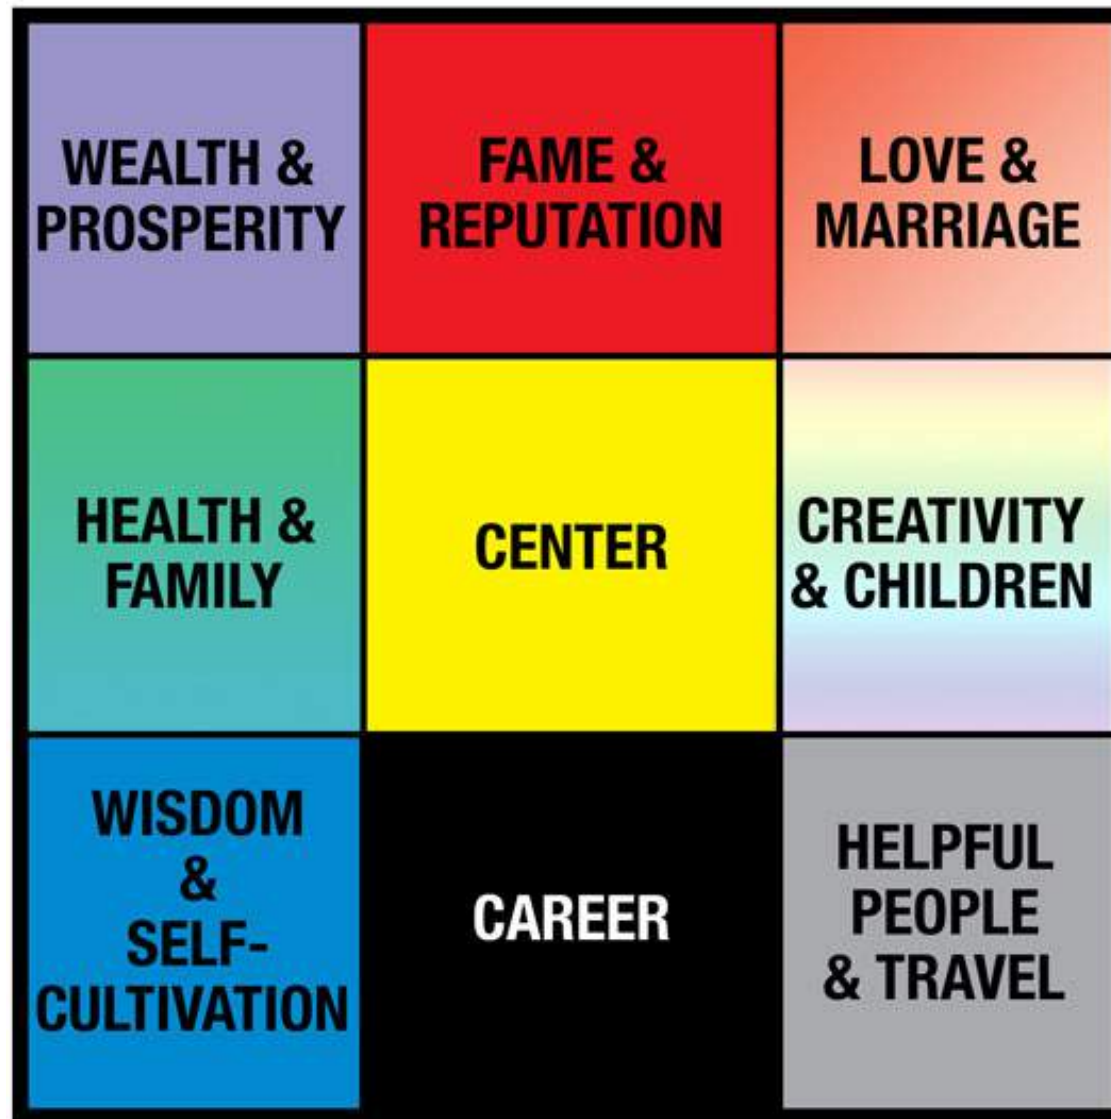 WEALTH &
PROSPERITY
FAME &
REPUTATION
LOVE &
MARRIAGE
HEALTH &
FAMILY
CENTER
CREATIVITY
& CHILDREN
WISDOM
&
SELF-
CULTIVATION
CAREER
HELPFUL
PEOPLE
& TRAVEL